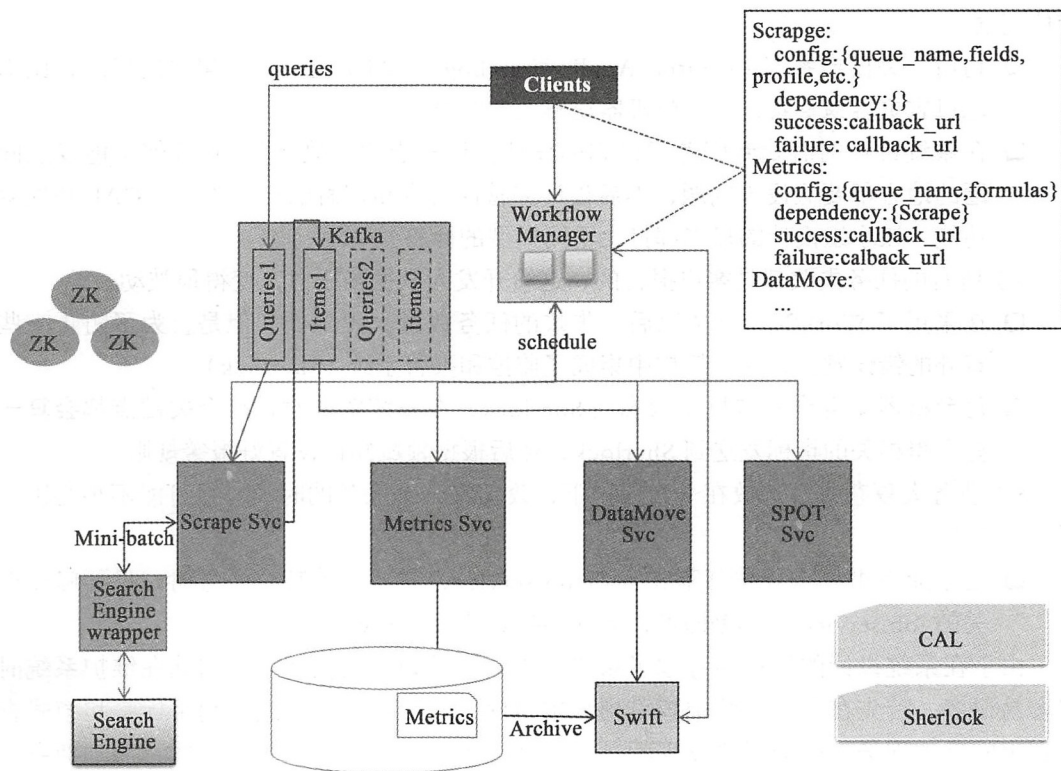 Scrapge:
config:{queue_name,fields,
profile,etc.}
dependency:{}
success:callback_url
failure: callback_url
Metrics:
config:{queue_name,formulas}
dependency:{Scrape}
success:callback_url
failure:calback_url
DataMove:
...
queries
Clients
Workflow
Manager
Kafka
Queries1
Items1
Queries2
Items2
ZK
ZK
ZK
schedule
Scrape Svc
Metrics Svc
DataMove
Svc
SPOT
Svc
Mini-batch
Search
Engine
wrapper
Search
Engine
Metrics
Archive
Swift
CAL
Sherlock